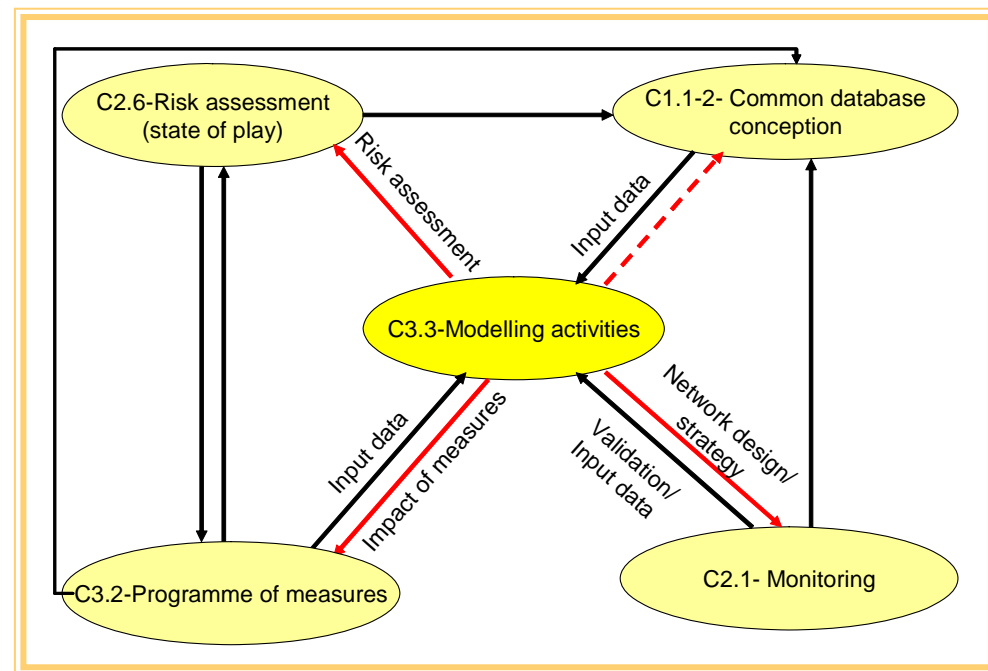 C2.6-Risk assessment
(state of play)
C1.1-2- Common database
conception
Risk assessment
Input data
C3.3-Modelling activities
Input data
Impact of measures
Validation/
Input data
Network design/
strategy
C3.2-Programme of measures
C2.1- Monitoring